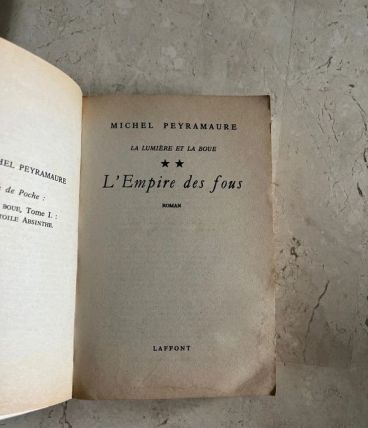 HEL PEYRAMAURE
de Poche :
BOUE, Tome I. :
TOILE ABSINTHE.
MICHEL PEYRAMAURE
LA LUMIÈRE ET LA BOUE
★ ★
L'Empire des fous
ROMAN
LAFFONT